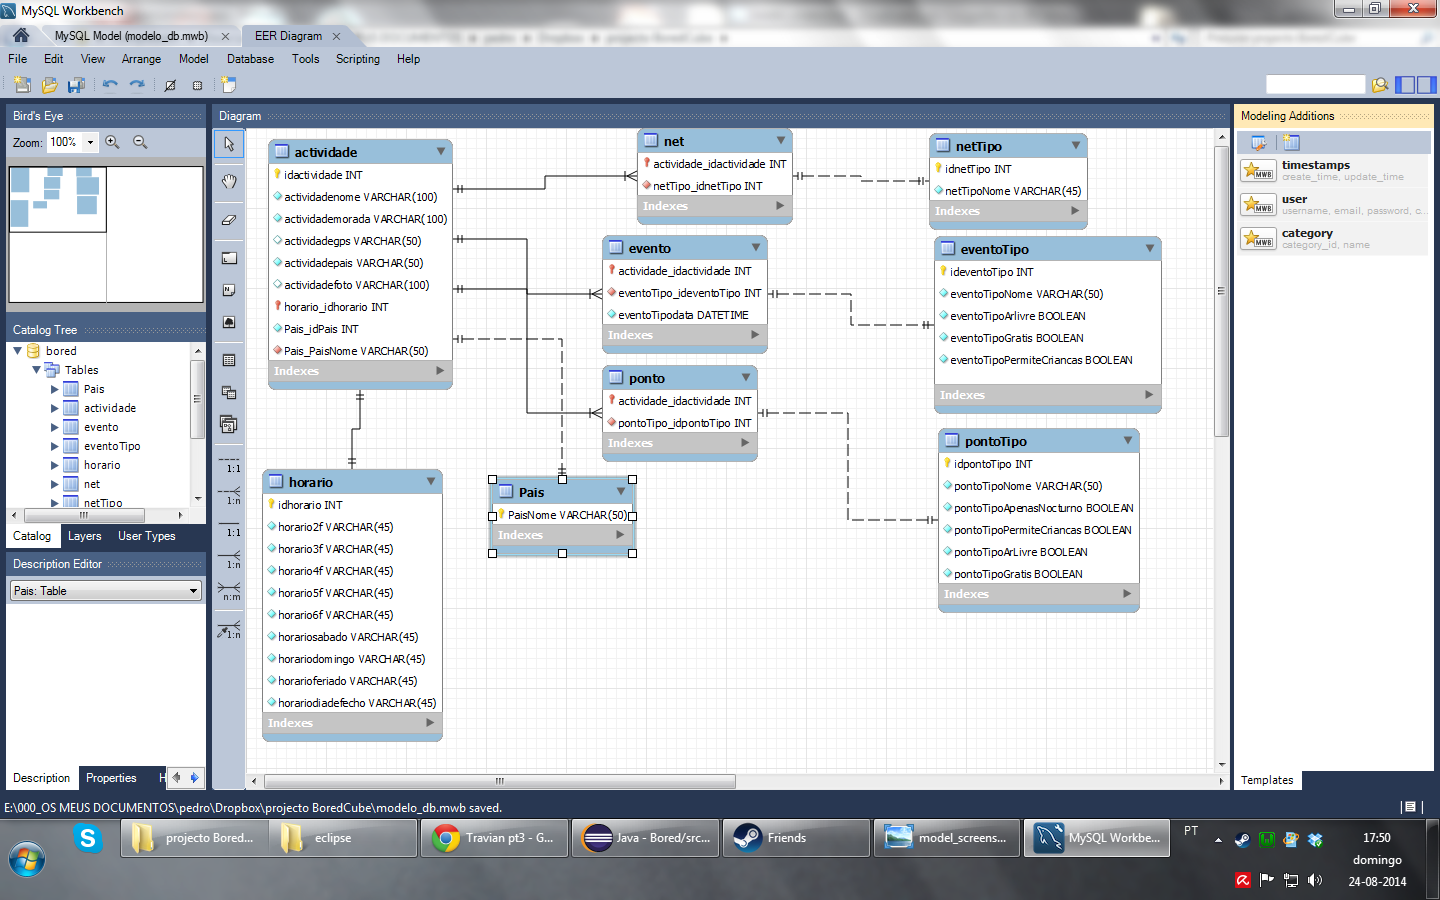 MySQL Workbench
MySQL Model (modelo_db.mwb)
EER Diagram
File Edit View Arrange Model Database Tools Scripting Help
Bird's Eye
Zoom: 100%
Catalog Tree
bored
Tables
Pais
actividade
evento
eventoTipo
horario
net
netTipo
Catalog Layers User Types
Description Editor
Pais: Table
Description Properties H
Diagram
1:1
1:n
1:1
1:n
n:m
1:n
actividade
idactividade INT
actividadenome VARCHAR(100)
actividademorada VARCHAR(100)
actividadegps VARCHAR(50)
actividadepais VARCHAR(50)
actividadefoto VARCHAR(100)
horario_idhorario INT
Pais_idPais INT
Pais_PaisNome VARCHAR(50)
Indexes
horario
idhorario INT
horario2f VARCHAR(45)
horario3f VARCHAR(45)
horario4f VARCHAR(45)
horario5f VARCHAR(45)
horario6f VARCHAR(45)
horariosabado VARCHAR(45)
horariodomingo VARCHAR(45)
horarioferiado VARCHAR(45)
horariodiadefecho VARCHAR(45)
Indexes
net
actividade_idactividade INT
netTipo_idnetTipo INT
Indexes
evento
actividade_idactividade INT
eventoTipo_ideventoTipo INT
eventoTipodata DATETIME
Indexes
ponto
actividade_idactividade INT
pontoTipo_idpontoTipo INT
Indexes
Pais
PaisNome VARCHAR(50)
Indexes
netTipo
idnetTipo INT
netTipoNome VARCHAR(45)
Indexes
eventoTipo
ideventoTipo INT
eventoTipoNome VARCHAR(50)
eventoTipoArlivre BOOLEAN
eventoTipoGratis BOOLEAN
eventoTipoPermiteCriancas BOOLEAN
Indexes
pontoTipo
idpontoTipo INT
pontoTipoNome VARCHAR(50)
pontoTipoApenasNocturno BOOLEAN
pontoTipoPermiteCriancas BOOLEAN
pontoTipoArLivre BOOLEAN
pontoTipoGratis BOOLEAN
Indexes
Modeling Additions
timestamps
create_time, update_time
user
username, email, password, c...
category
category_id, name
Templates
E:\000_OS MEUS DOCUMENTOS\pedro\Dropbox\projecto BoredCube\modelo_db.mwb saved.
projecto Bored...
eclipse
Travian pt3 - G...
Java - Bored/src...
Friends
model_screens...
MySQL Workbe...
PT
17:50
domingo
24-08-2014